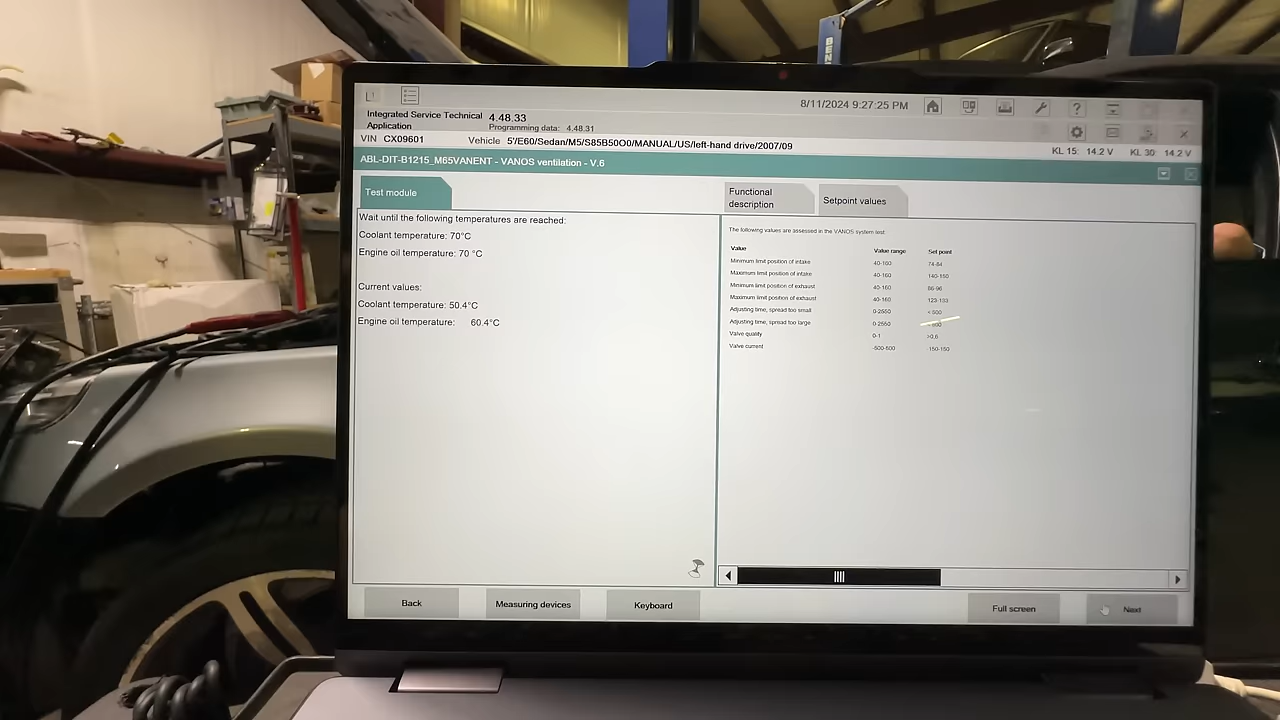 8/11/2024 9:27:25 PM
Integrated Service Technical Application 4.48.33
Programming data: 4.48.31
VIN CX09601 Vehicle 5'/E60/Sedan/M5/S85B50O0/MANUAL/US/left-hand drive/2007/09
KL 15: 14.2 V KL 30: 14.2 V
ABL-DIT-B1215_M65VANENT - VANOS ventilation - V.6
Test module
Wait until the following temperatures are reached:
Coolant temperature: 70°C
Engine oil temperature: 70 °C
Current values:
Coolant temperature: 50.4°C
Engine oil temperature: 60.4°C
Functional description
Setpoint values
The following values are assessed in the VANOS system test:
Value Value range Set point
Minimum limit position of intake 40-160 74-84
Maximum limit position of intake 40-160 140-150
Minimum limit position of exhaust 40-160 86-96
Maximum limit position of exhaust 40-160 123-133
Adjusting time, spread too small 0-2550 < 500
Adjusting time, spread too large 0-2550
Valve quality 0-1 >0.6
Valve current -500-500 -150-150
Back
Measuring devices
Keyboard
Full screen
Next
BEN